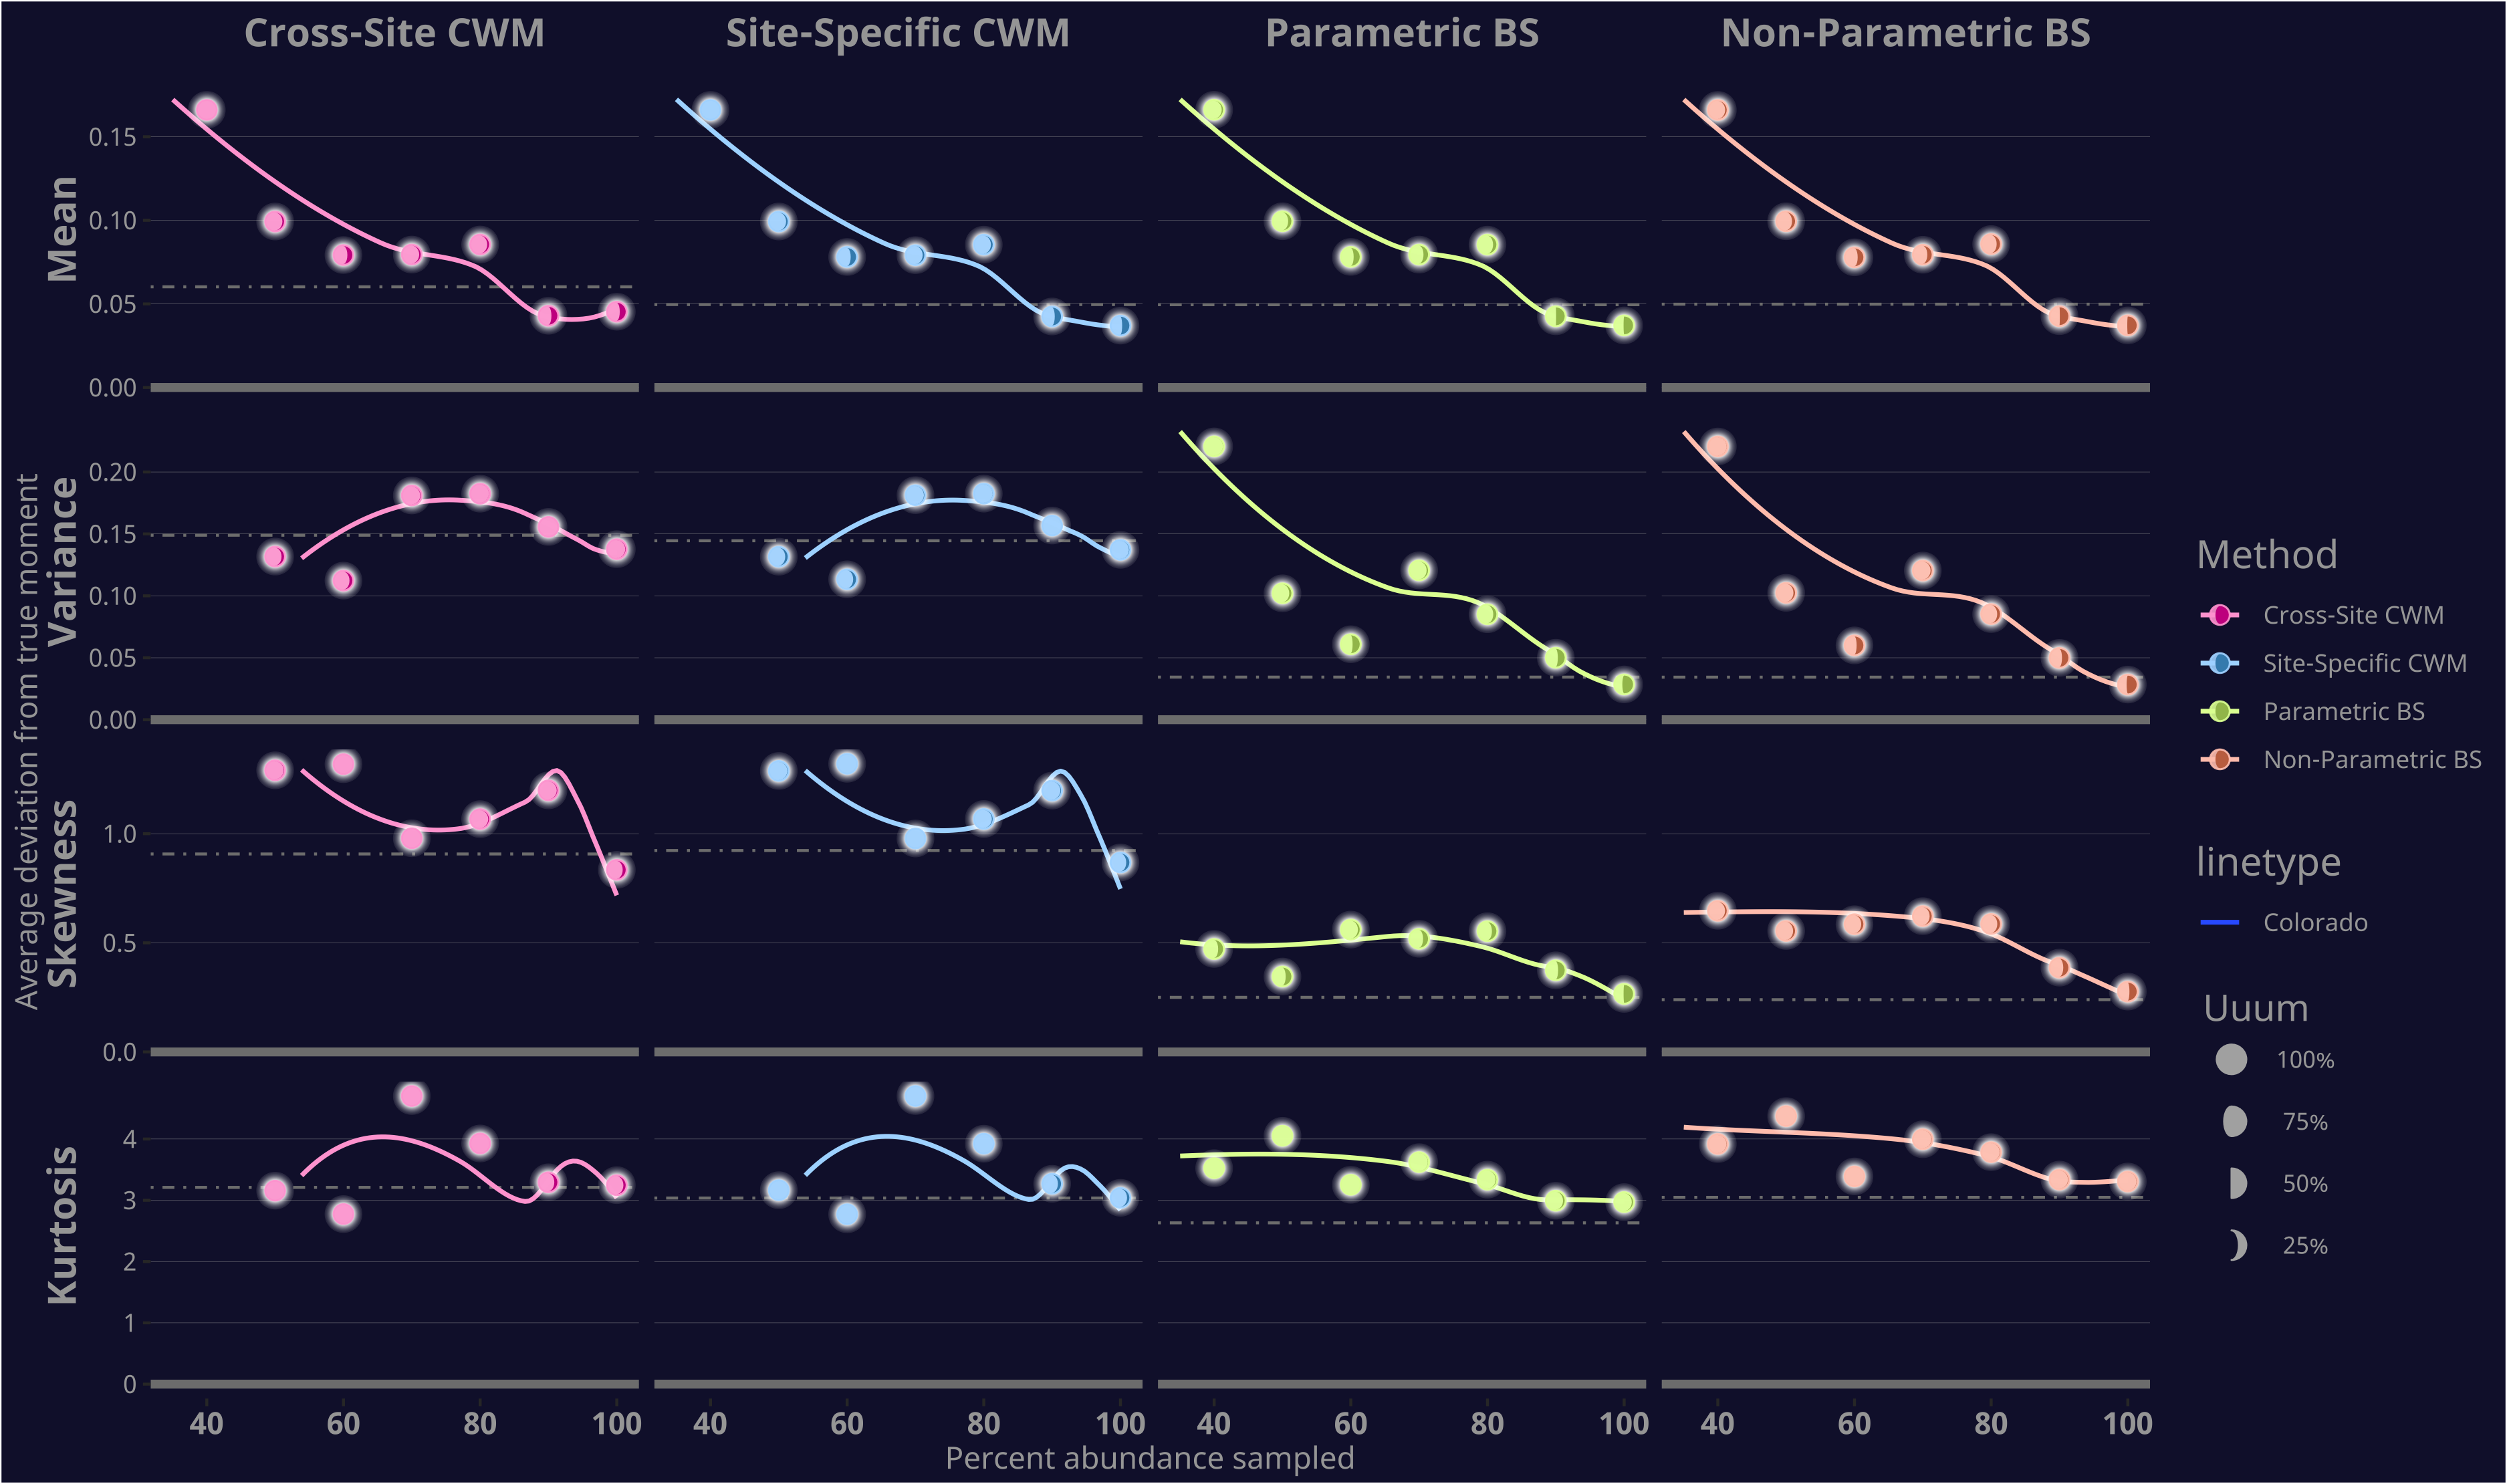 Cross-Site CWM Site-Specific CWM Parametric BS Non-Parametric BS
Average deviation from true moment
Mean
0.15
0.10
0.05
0.00
Variance
0.20
0.15
0.10
0.05
0.00
Skewness
1.0
0.5
0.0
Kurtosis
4
3
2
1
0
40 60 80 100 40 60 80 100 40 60 80 100 40 60 80 100
Percent abundance sampled
Method
Cross-Site CWM
Site-Specific CWM
Parametric BS
Non-Parametric BS
linetype
Colorado
Uuum
100%
75%
50%
25%